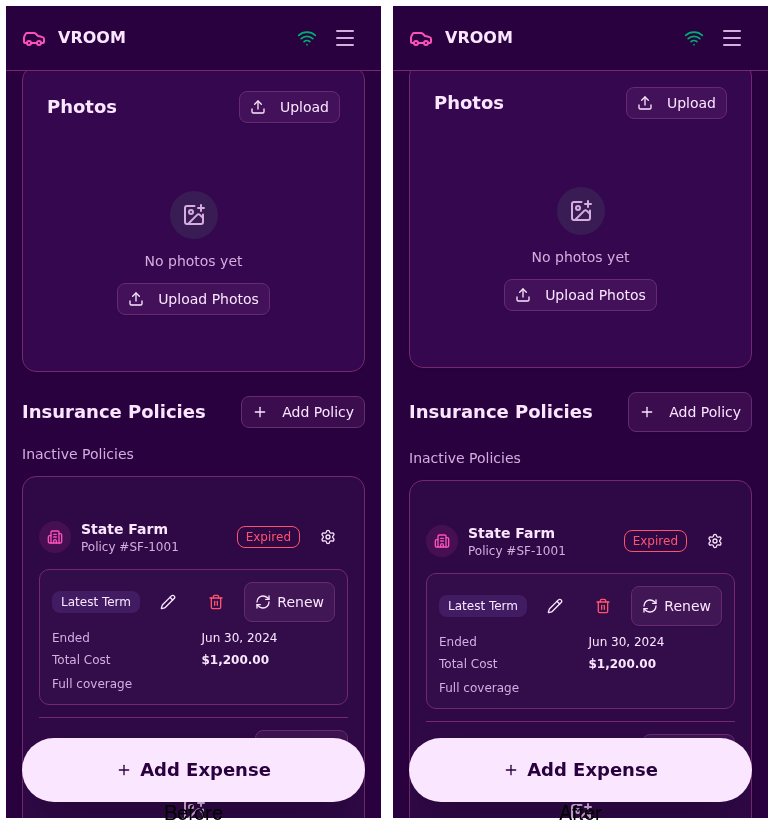 VROOM
Photos
Upload
No photos yet
Upload Photos
Insurance Policies
Add Policy
Inactive Policies
State Farm
Policy #SF-1001
Expired
Latest Term
Renew
Ended Jun 30, 2024
Total Cost $1,200.00
Full coverage
+ Add Expense
Before
VROOM
Photos
Upload
No photos yet
Upload Photos
Insurance Policies
Add Policy
Inactive Policies
State Farm
Policy #SF-1001
Expired
Latest Term
Renew
Ended Jun 30, 2024
Total Cost $1,200.00
Full coverage
+ Add Expense
After